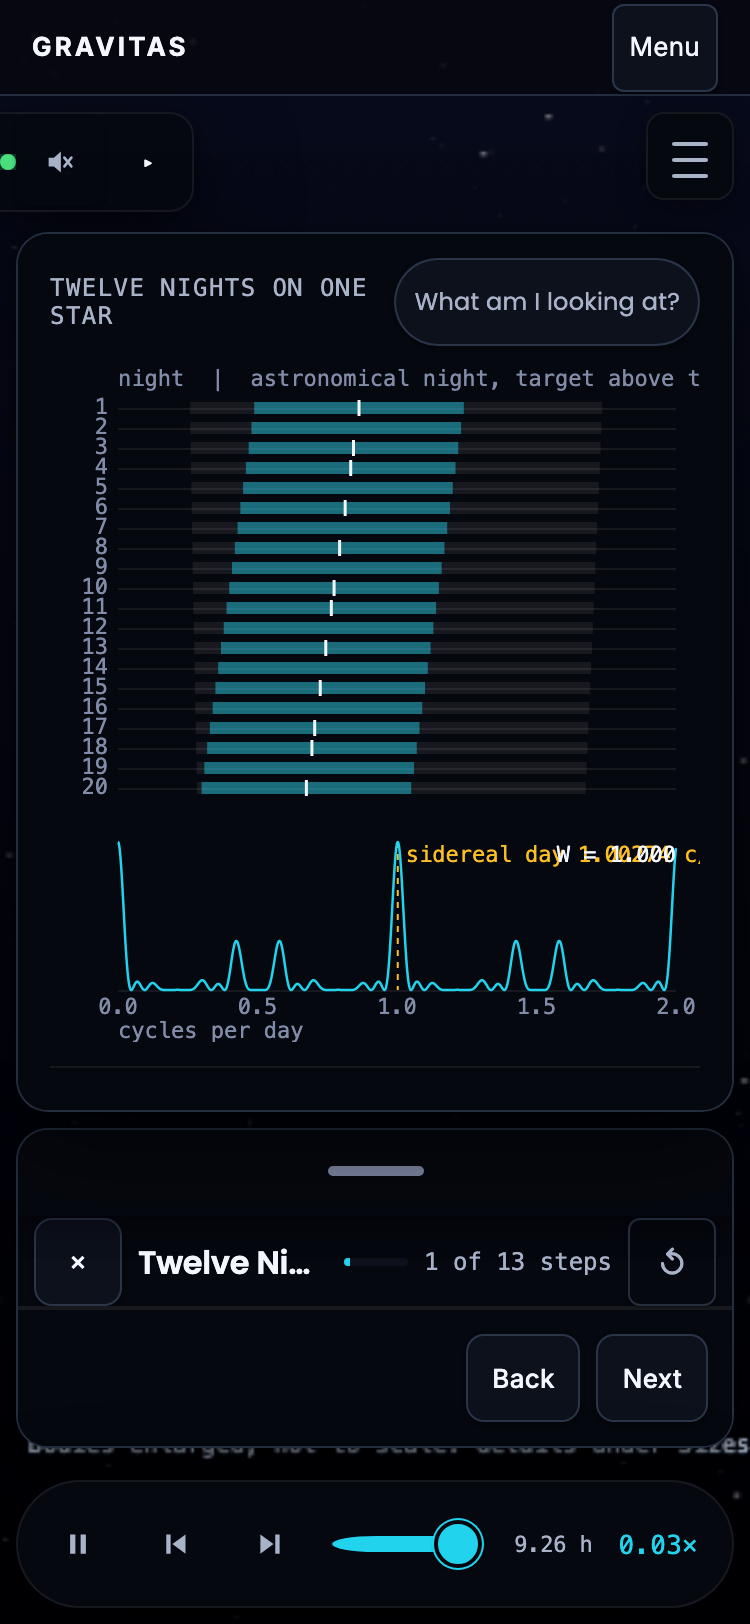 GRAVITAS
Menu
TWELVE NIGHTS ON ONE
STAR
What am I looking at?
night | astronomical night, target above t
1
2
3
4
5
6
7
8
9
10
11
12
13
14
15
16
17
18
19
20
sidereal day
W = 1.000
0.0 0.5 1.0 1.5 2.0
cycles per day
× Twelve Ni... 1 of 13 steps
Back Next
9.26 h 0.03×